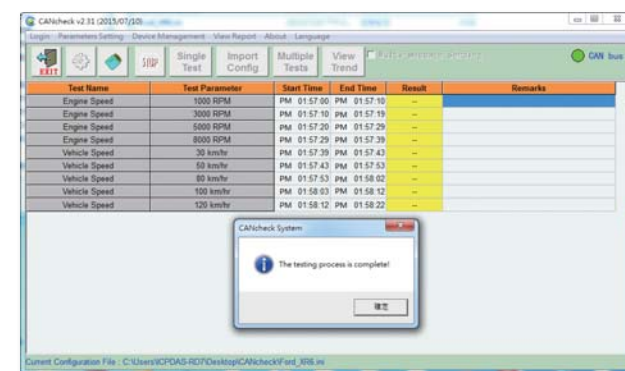 CANcheck v2.31 (2015/07/10)
Login Parameters Setting Device Management View Report About Language
EXIT STOP Single Test Import Config Multiple Tests View Trend CAN bus
Test Name Test Parameter Start Time End Time Result Remarks
Engine Speed 1000 RPM PM 01:57:00 PM 01:57:10 --
Engine Speed 3000 RPM PM 01:57:10 PM 01:57:19 --
Engine Speed 5000 RPM PM 01:57:20 PM 01:57:29 --
Engine Speed 8000 RPM PM 01:57:29 PM 01:57:39 --
Vehicle Speed 30 km/hr PM 01:57:39 PM 01:57:43 --
Vehicle Speed 50 km/hr PM 01:57:43 PM 01:57:53 --
Vehicle Speed 80 km/hr PM 01:57:53 PM 01:58:02 --
Vehicle Speed 100 km/hr PM 01:58:03 PM 01:58:12 --
Vehicle Speed 120 km/hr PM 01:58:12 PM 01:58:22 --
CANcheck System
The testing process is complete!
確定
Current Configuration File : C:\Users\ICPDAS-RD7\Desktop\CANcheck\Ford_XR6.ini